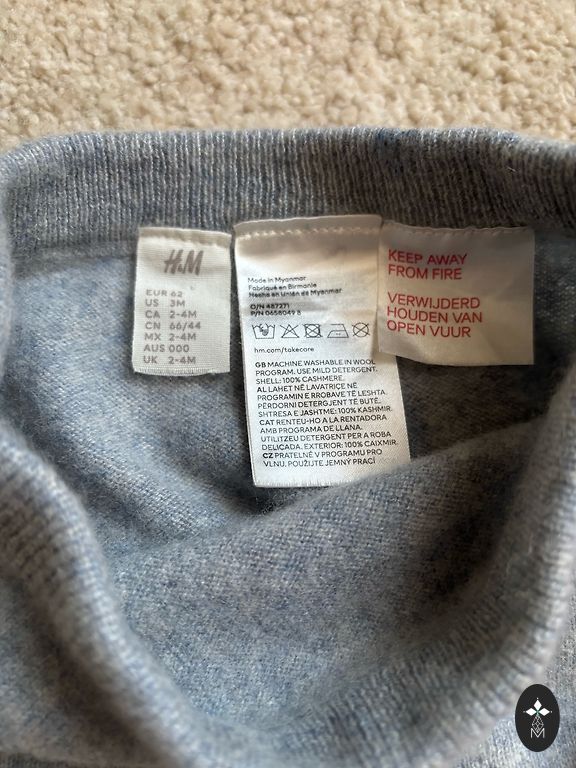 H&M
EUR 62
US 3M
CA 2-4M
CN 66/44
MX 2-4M
AUS 000
UK 2-4M
Made in Myanmar
Fabriqué en Birmanie
Hecho en Unión de Myanmar
O/N 487271
P/N 0658049 8
hm.com/takecare
GB MACHINE WASHABLE IN WOOL
PROGRAM. USE MILD DETERGENT.
SHELL: 100% CASHMERE.
AL LAHET NË LAVATRIÇE NË
PROGRAMIN E RROBAVE TË LESHTA.
PËRDORNI DETERGJENT TË BUTË.
SHTRESA E JASHTME: 100% KASHMIR.
CAT RENTEU-HO A LA RENTADORA
AMB PROGRAMA DE LLANA.
UTILITZEU DETERGENT PER A ROBA
DELICADA. EXTERIOR: 100% CAIXMIR.
CZ PRATELNÉ V PROGRAMU PRO
VLNU. POUŽIJTE JEMNÝ PRACÍ
KEEP AWAY
FROM FIRE
VERWIJDERD
HOUDEN VAN
OPEN VUUR
M